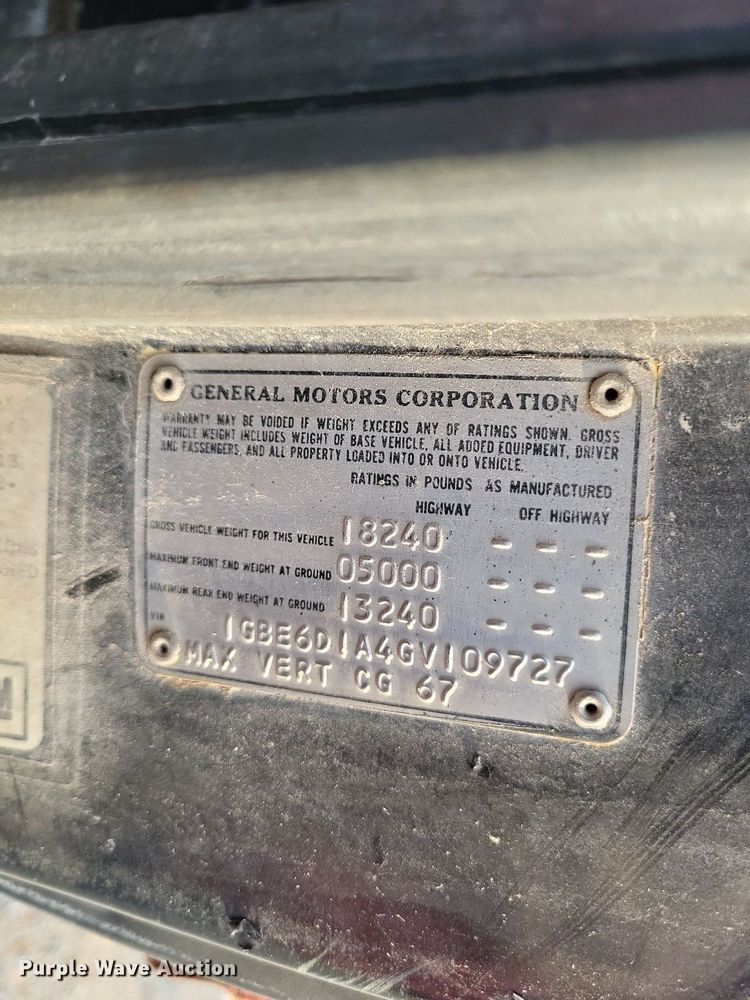 GENERAL MOTORS CORPORATION
WARRANTY MAY BE VOIDED IF WEIGHT EXCEEDS ANY OF RATINGS SHOWN. GROSS
VEHICLE WEIGHT INCLUDES WEIGHT OF BASE VEHICLE, ALL ADDED EQUIPMENT, DRIVER
AND PASSENGERS, AND ALL PROPERTY LOADED INTO OR ONTO VEHICLE.
RATINGS IN POUNDS AS MANUFACTURED
HIGHWAY OFF HIGHWAY
GROSS VEHICLE WEIGHT FOR THIS VEHICLE 18240 - - -
MAXIMUM FRONT END WEIGHT AT GROUND 05000 - - -
MAXIMUM REAR END WEIGHT AT GROUND 13240 - - -
VIN 1GBE6D1A4GV109727
MAX VERT CG 67
Purple Wave Auction